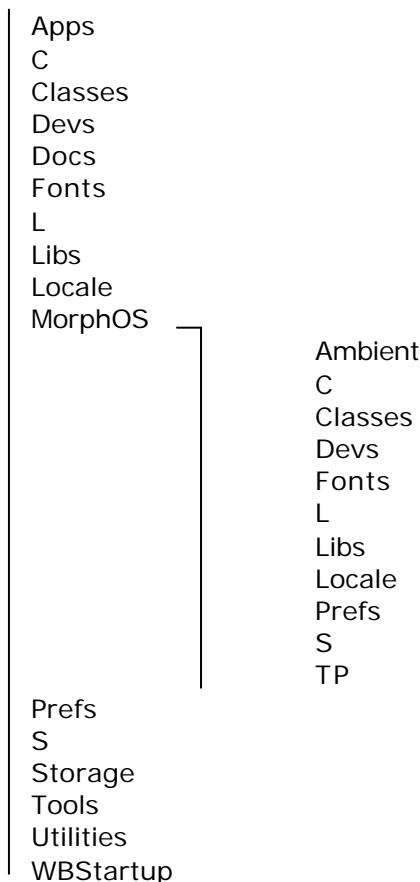 Apps
C
Classes
Devs
Docs
Fonts
L
Libs
Locale
MorphOS
Ambient
C
Classes
Devs
Fonts
L
Libs
Locale
Prefs
S
TP
Prefs
S
Storage
Tools
Utilities
WBStartup